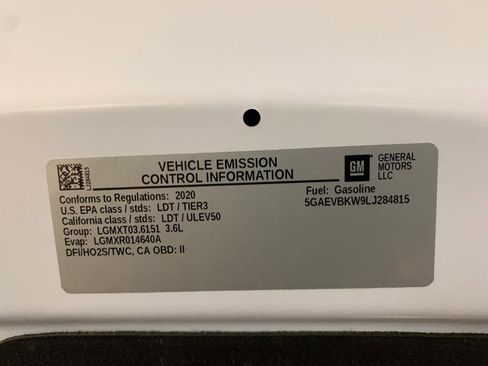 LJ284815
VEHICLE EMISSION
CONTROL INFORMATION
GM
GENERAL
MOTORS
LLC
Conforms to Regulations: 2020
U.S. EPA class / stds: LDT / TIER3
California class / stds: LDT / ULEV50
Group: LGMXT03.6151 3.6L
Evap: LGMXR014640A
DFI/HO2S/TWC, CA OBD: II
Fuel: Gasoline
5GAEVBKW9LJ284815